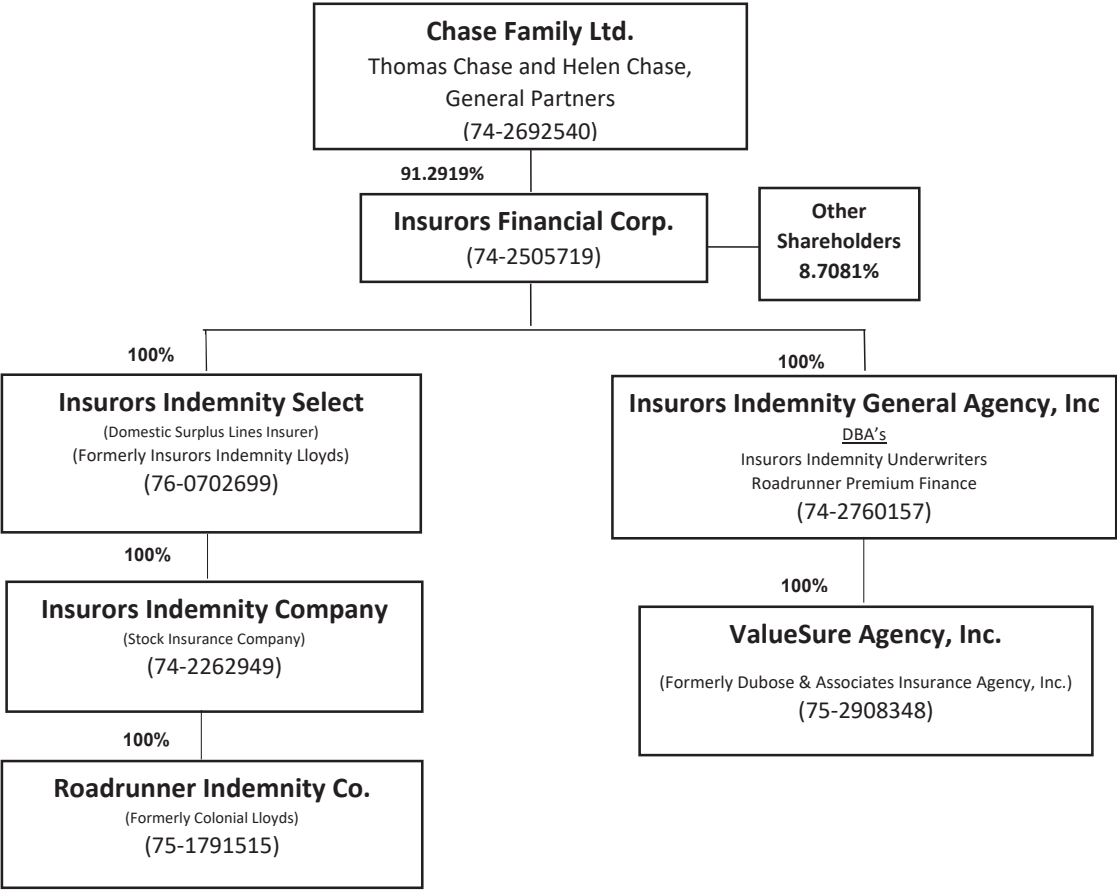 Chase Family Ltd.
Thomas Chase and Helen Chase,
General Partners
(74-2692540)
91.2919%
Insurors Financial Corp.
(74-2505719)
Other
Shareholders
8.7081%
100%
Insurors Indemnity Select
(Domestic Surplus Lines Insurer)
(Formerly Insurors Indemnity Lloyds)
(76-0702699)
100%
Insurors Indemnity Company
(Stock Insurance Company)
(74-2262949)
100%
Roadrunner Indemnity Co.
(Formerly Colonial Lloyds)
(75-1791515)
100%
Insurors Indemnity General Agency, Inc
DBA's
Insurors Indemnity Underwriters
Roadrunner Premium Finance
(74-2760157)
100%
ValueSure Agency, Inc.
(Formerly Dubose & Associates Insurance Agency, Inc.)
(75-2908348)